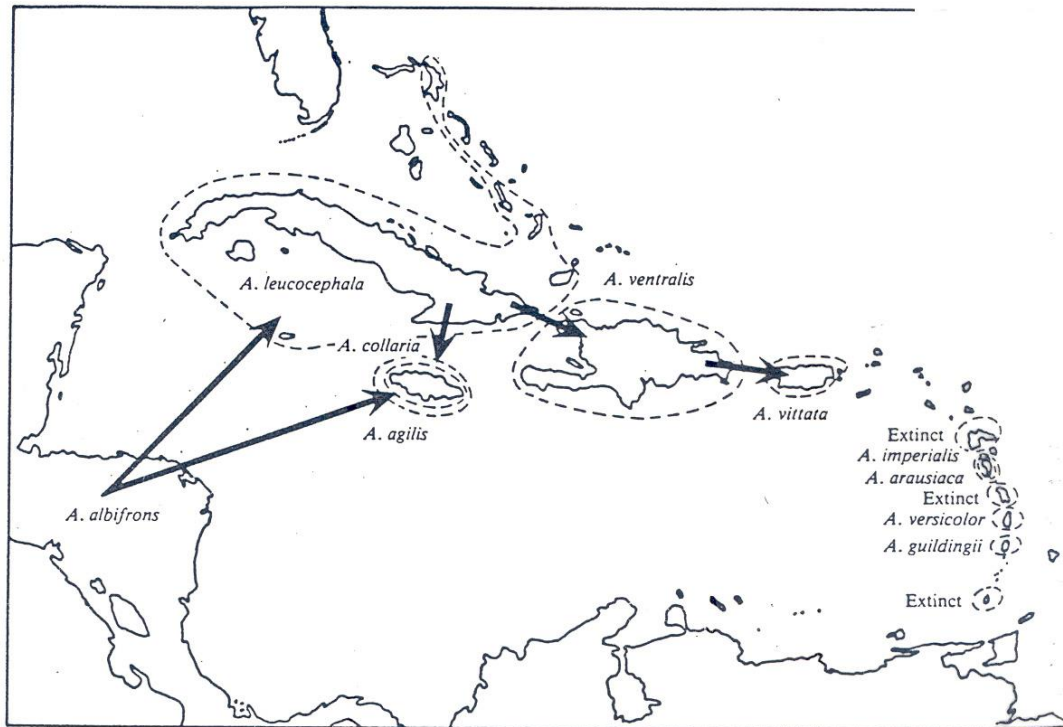 A. leucocephala
A. ventralis
A. collaria
A. agilis
A. vittata
Extinct
A. imperialis
A. arausiaca
Extinct
A. albifrons
A. versicolor
A. guildingii
Extinct